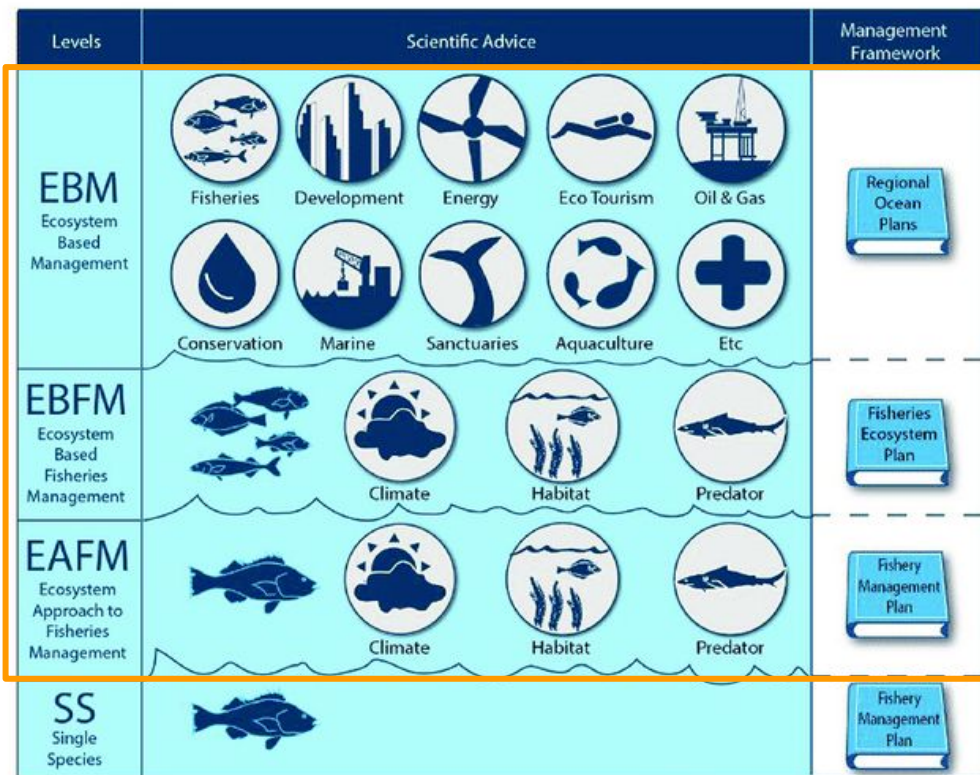 Levels
Scientific Advice
Management
Framework
EBM
Ecosystem
Based
Management
Fisheries
Development
Energy
Eco Tourism
Oil & Gas
Conservation
Marine
Sanctuaries
Aquaculture
Etc
Regional
Ocean
Plans
EBFM
Ecosystem
Based
Fisheries
Management
Climate
Habitat
Predator
Fisheries
Ecosystem
Plan
EAFM
Ecosystem
Approach to
Fisheries
Management
Climate
Habitat
Predator
Fishery
Management
Plan
SS
Single
Species
Fishery
Management
Plan